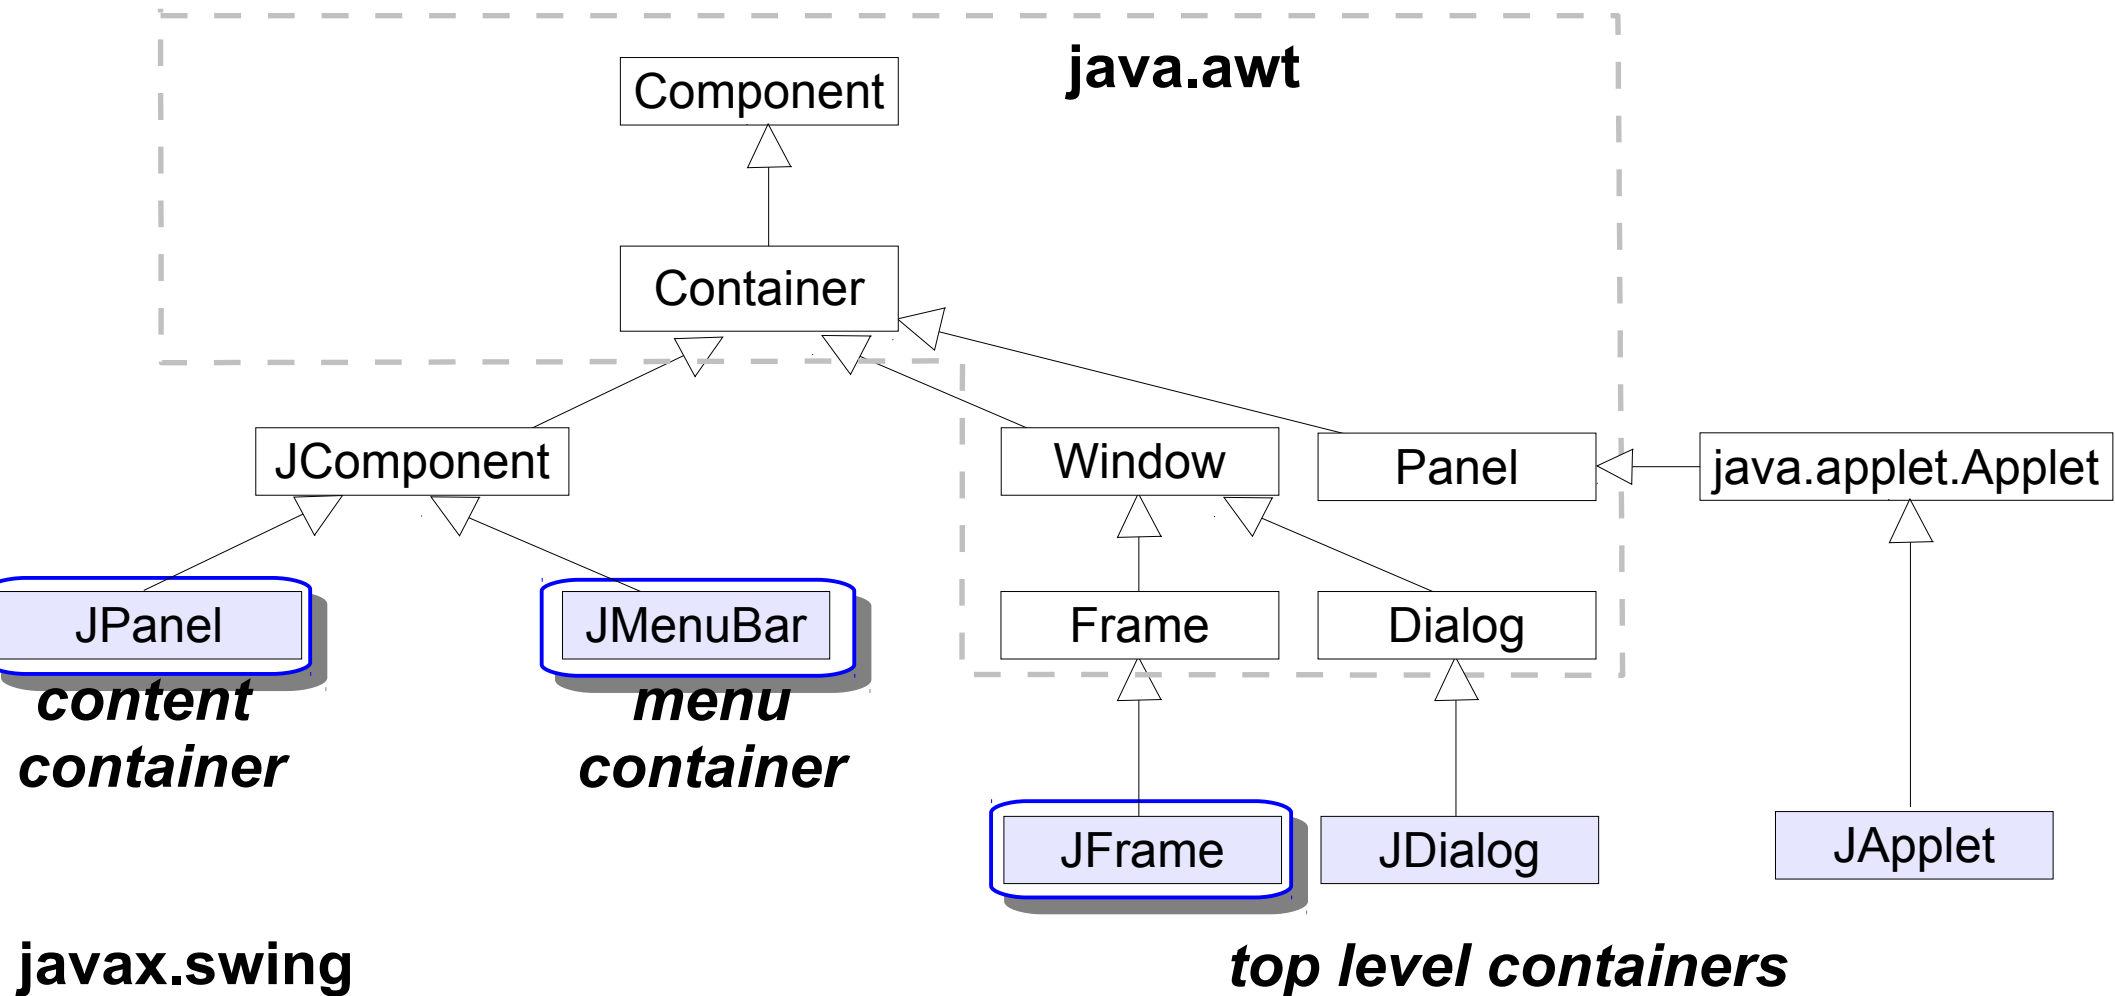 java.awt
Component
Container
JComponent
Window
Panel
java.applet.Applet
JPanel
JMenuBar
Frame
Dialog
content
container
menu
container
JFrame
JDialog
JApplet
javax.swing
top level containers